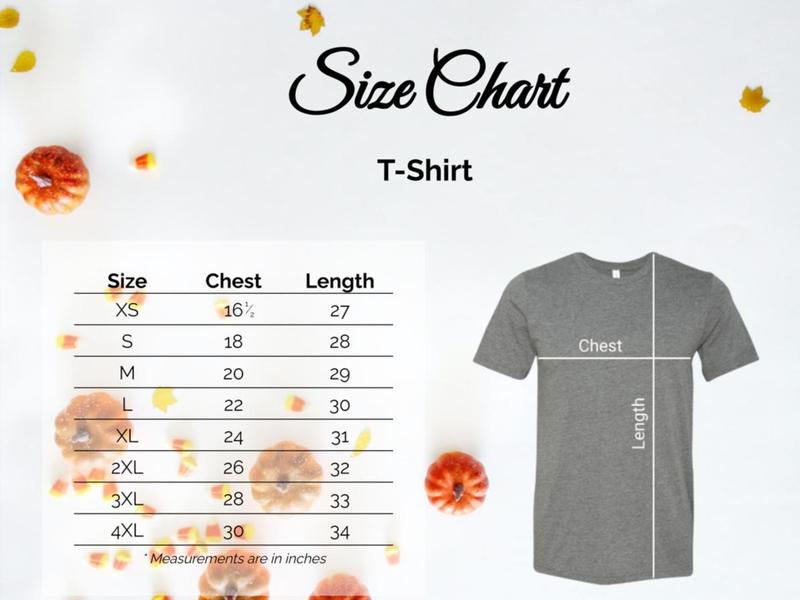 Size Chart
T-Shirt
Size Chest Length
XS 16½ 27
S 18 28
M 20 29
L 22 30
XL 24 31
2XL 26 32
3XL 28 33
4XL 30 34
* Measurements are in inches
Chest
Length